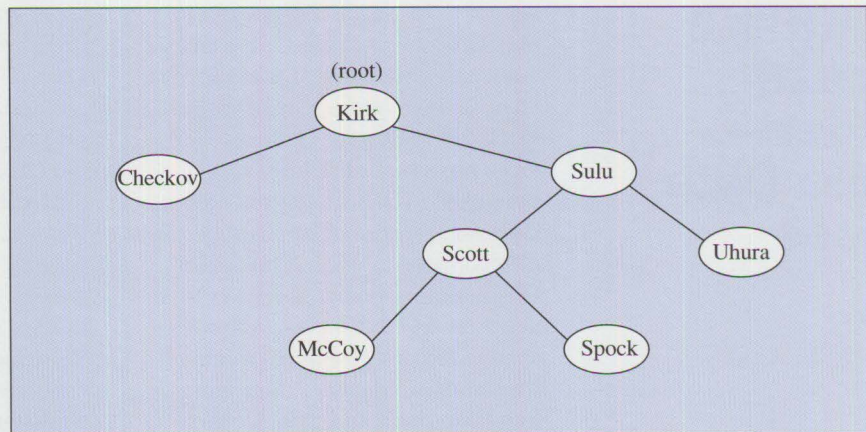 (root)
Kirk
Checkov
Sulu
Scott
Uhura
McCoy
Spock